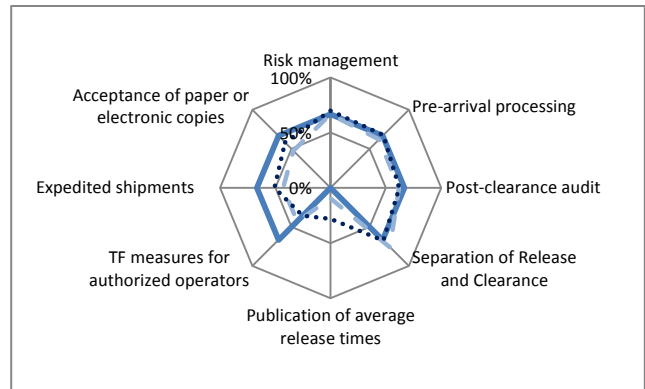 Risk management
100%
Acceptance of paper or
electronic copies
Pre-arrival processing
50%
Expedited shipments
0%
Post-clearance audit
TF measures for
authorized operators
Separation of Release
and Clearance
Publication of average
release times